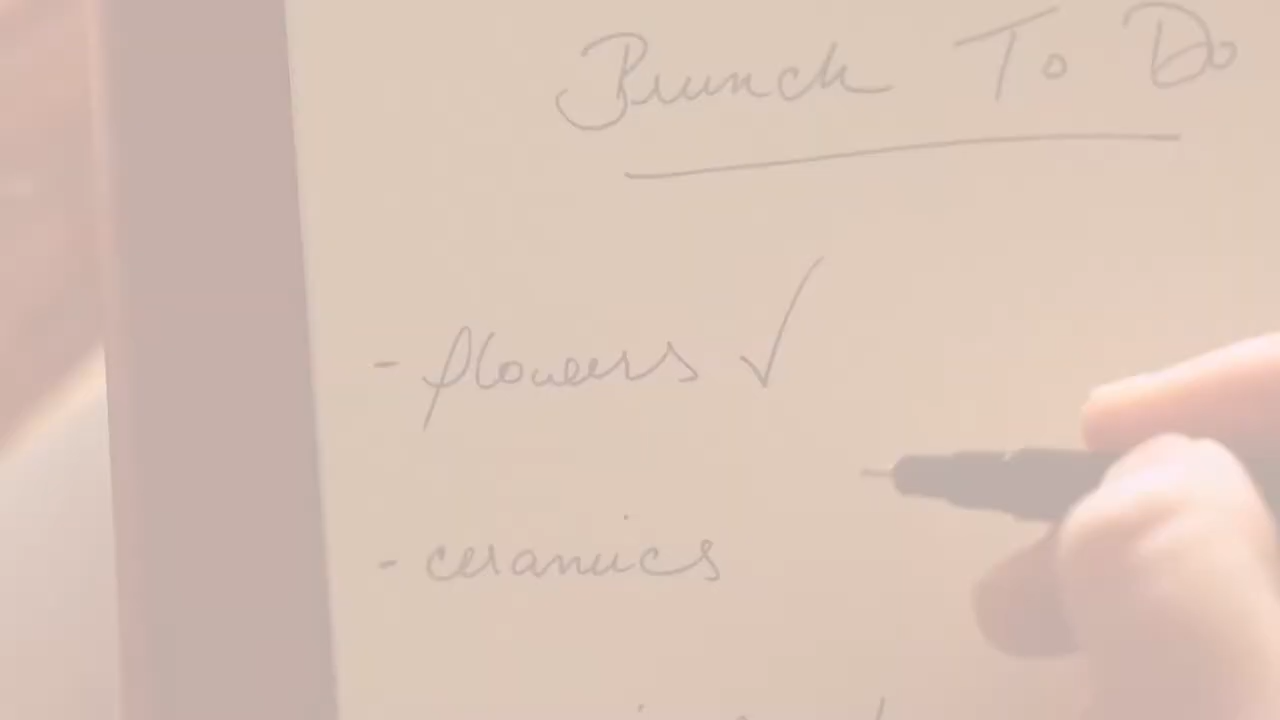 Brunch To Do
- flowers ✓
- ceramics